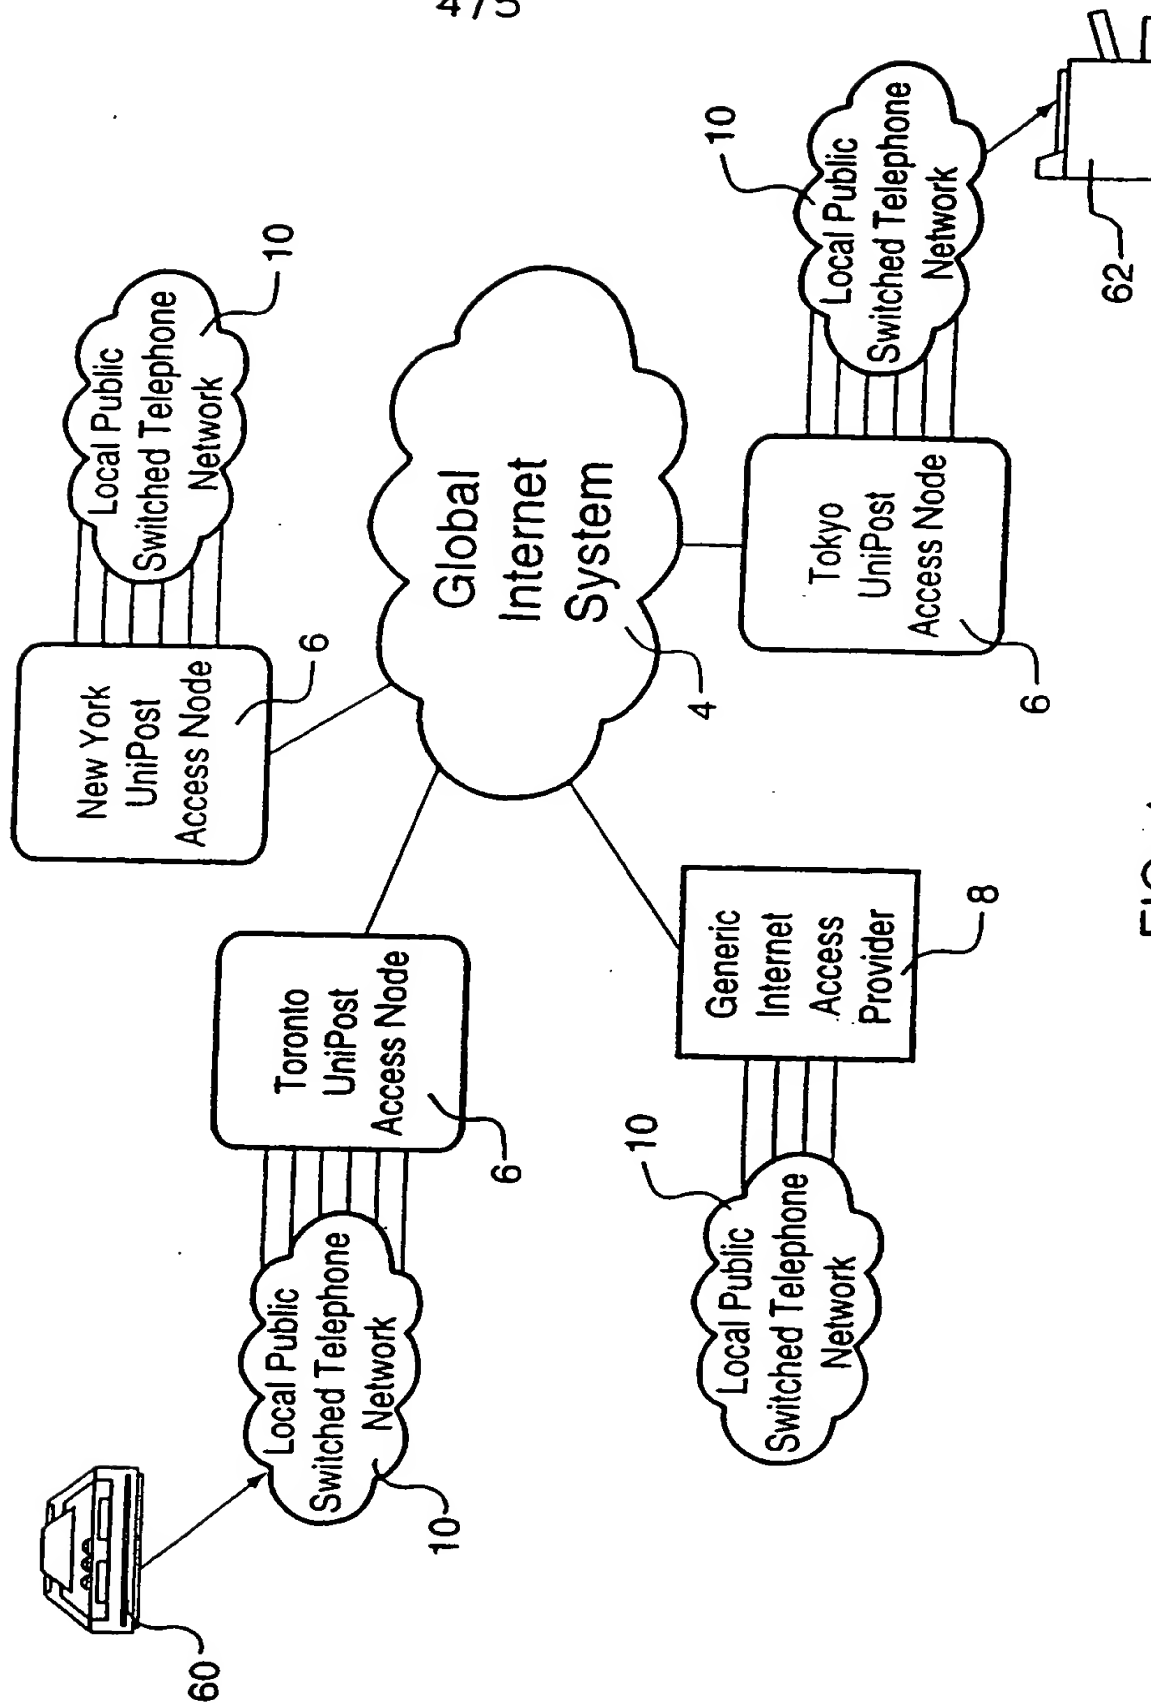 4/5
60
Local Public
Switched Telephone
Network
10
Toronto
UniPost
Access Node
6
New York
UniPost
Access Node
6
Local Public
Switched Telephone
Network
10
Global
Internet
System
4
Local Public
Switched Telephone
Network
10
Generic
Internet
Access
Provider
8
Tokyo
UniPost
Access Node
6
Local Public
Switched Telephone
Network
10
62
FIG.